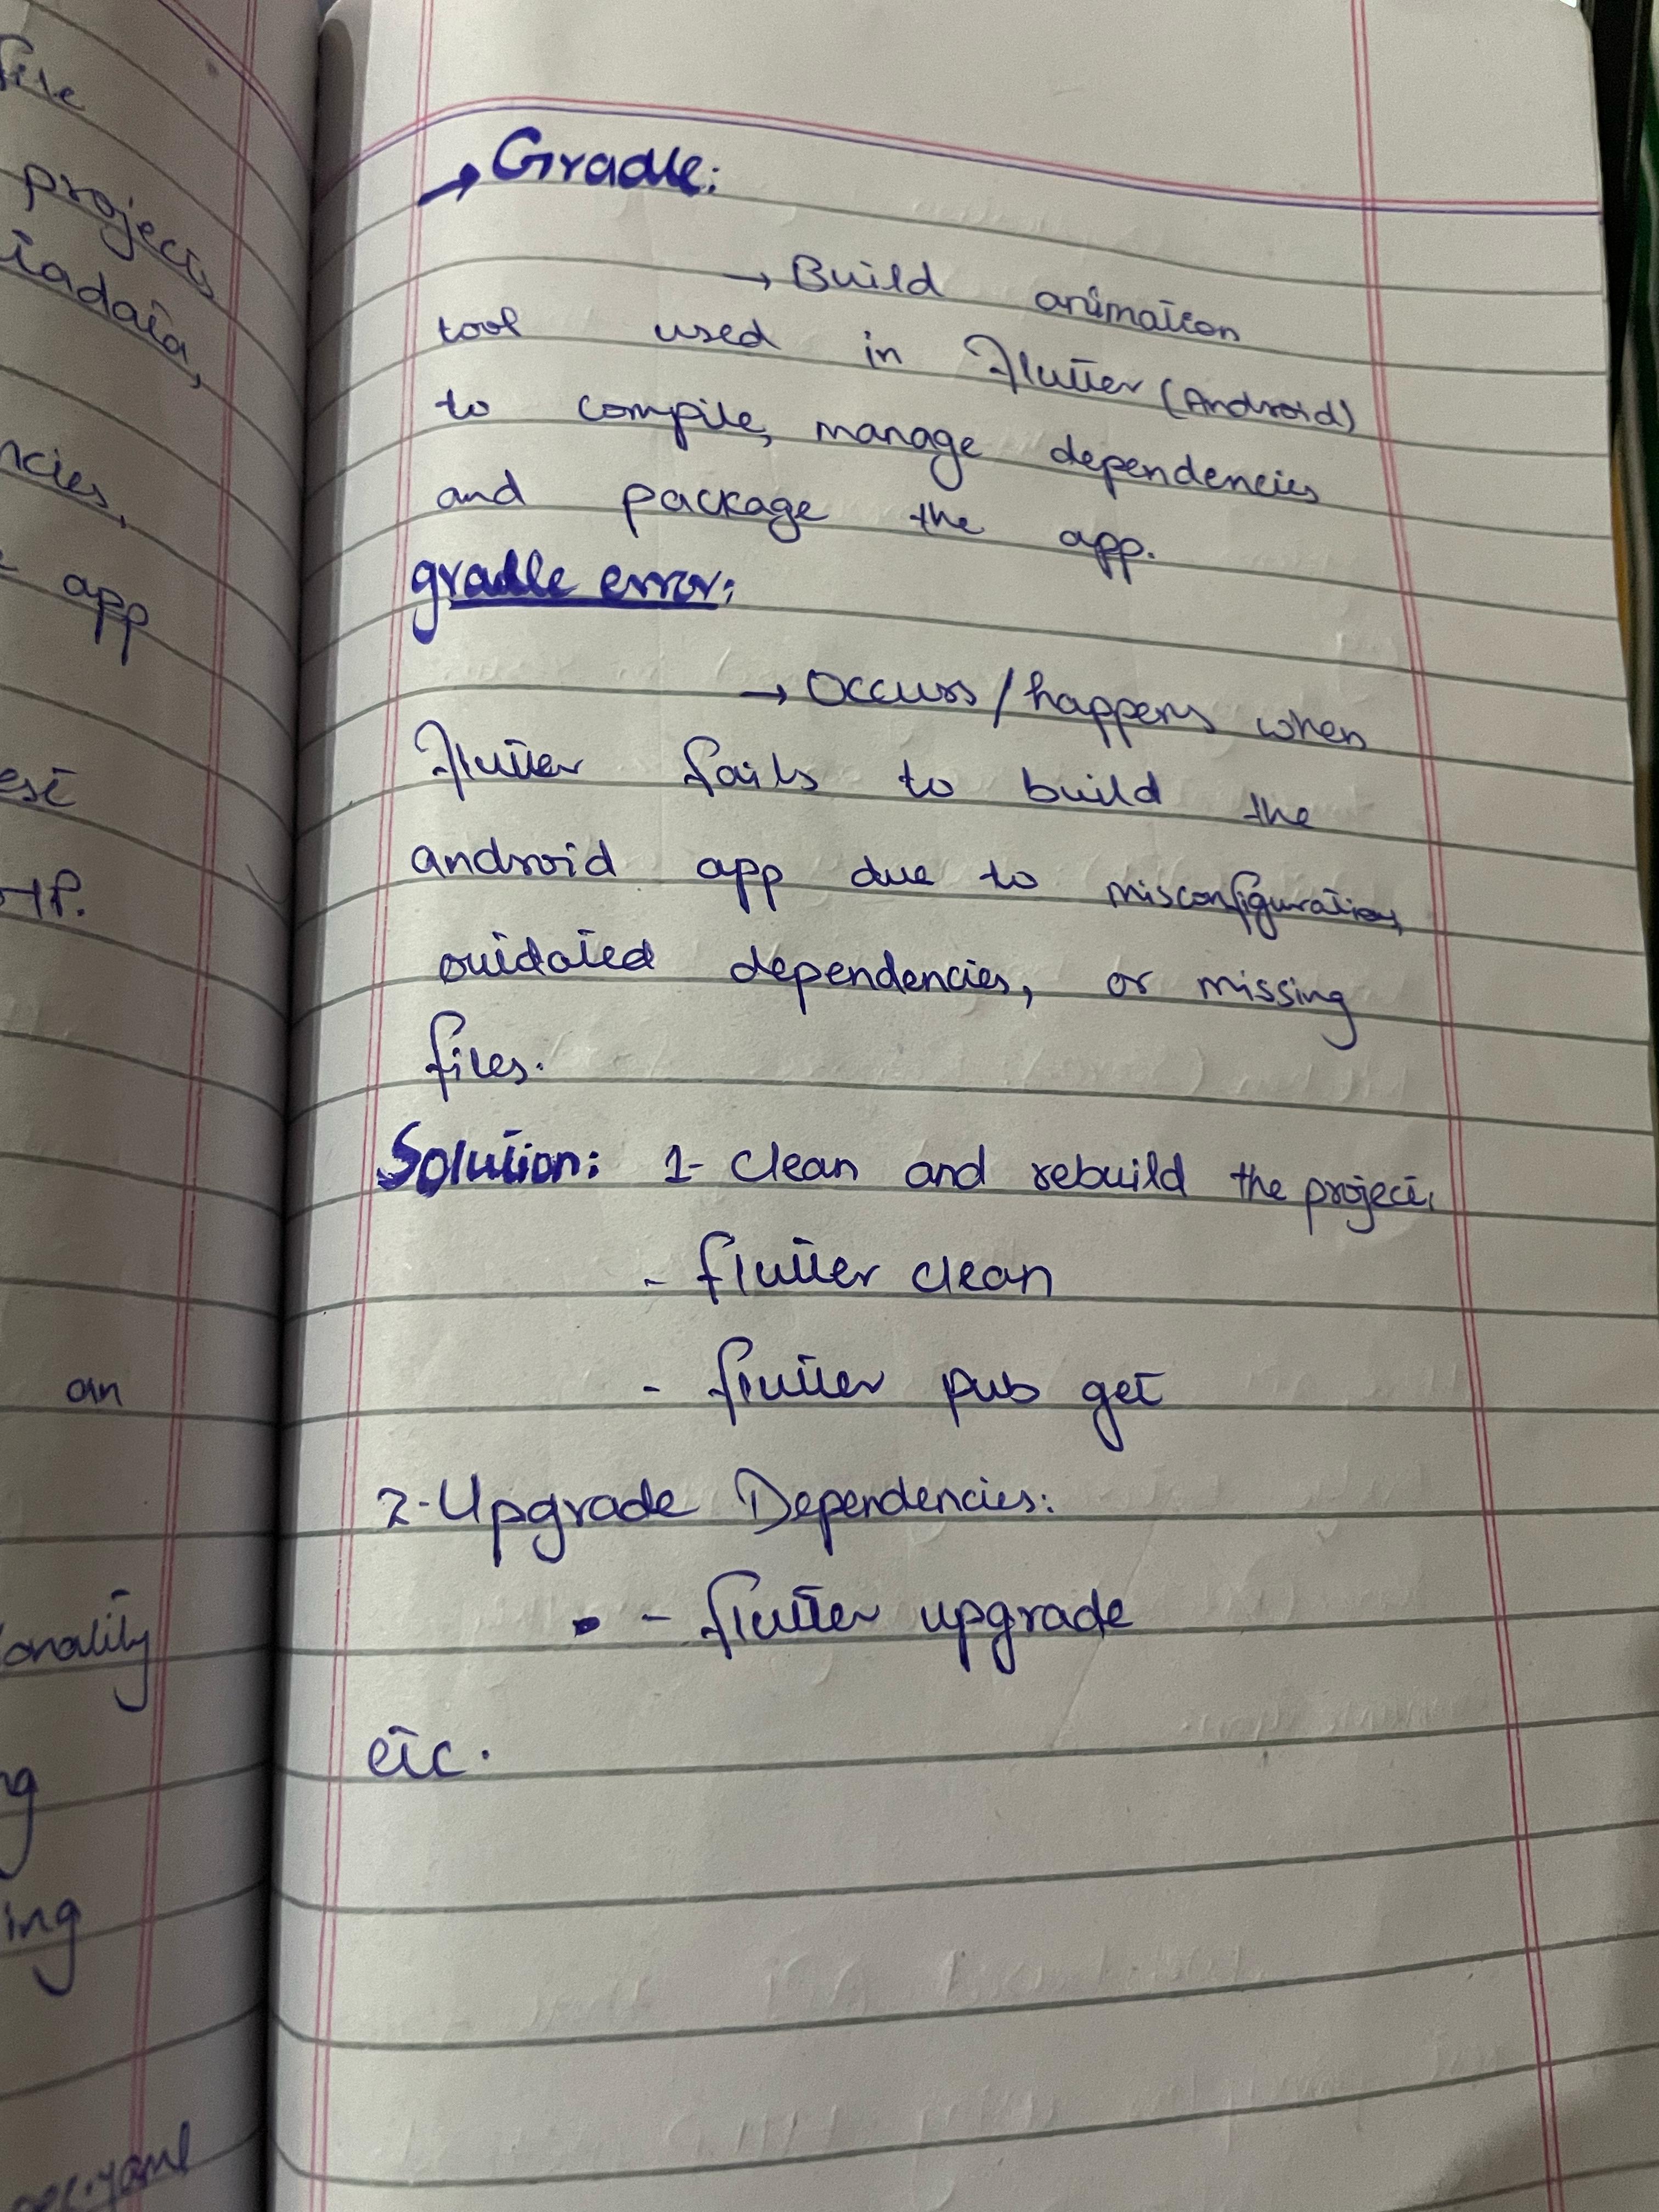 file
projects
tadata,
ncies,
app
est
HP.
an
onality
ng
ing
→ Gradle:
→ Build animation
tool used in Flutter (Android)
to compile, manage dependencies
and package the app.
gradle error:
→ Occurs/happens when
Flutter fails to build the
android app due to misconfiguration,
outdated dependencies, or missing
files.
Solution: 1- Clean and rebuild the project.
- flutter clean
- flutter pub get
2-Upgrade Dependencies:
- flutter upgrade
etc.